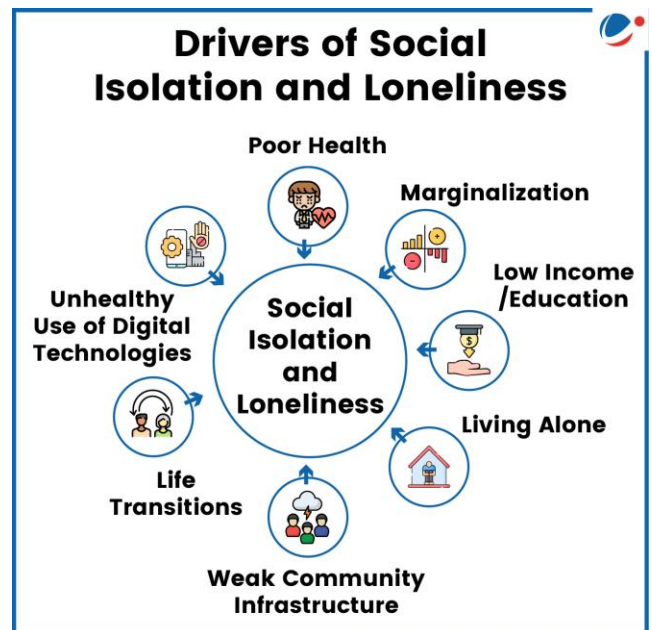 Drivers of Social
Isolation and Loneliness
Poor Health
Marginalization
Low Income
/Education
Living Alone
Weak Community
Infrastructure
Life
Transitions
Unhealthy
Use of Digital
Technologies
Social
Isolation
and
Loneliness